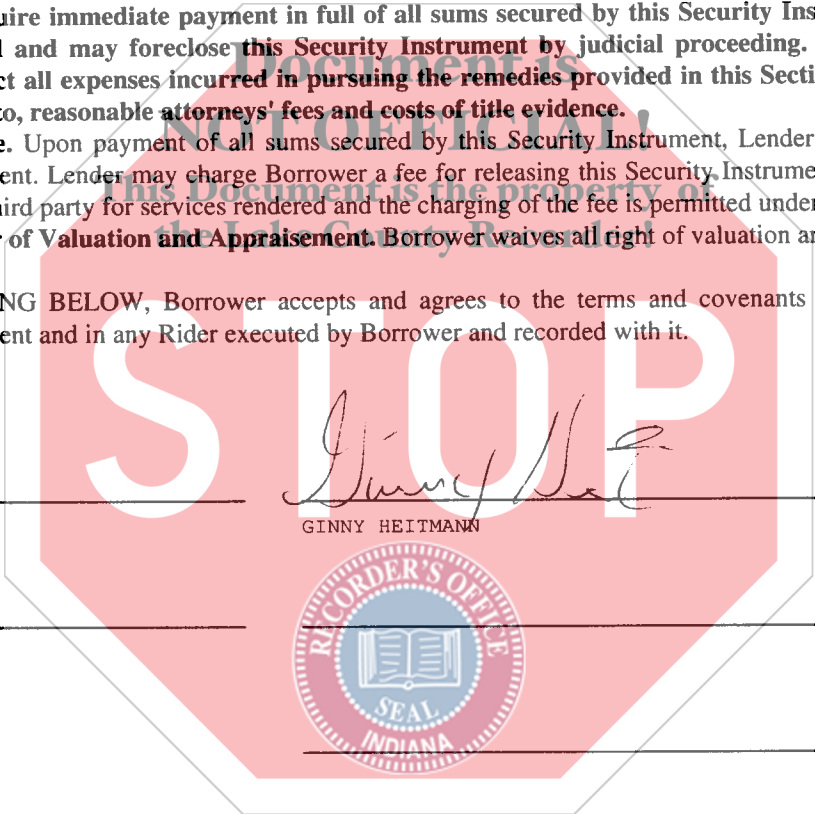 uire immediate payment in full of all sums secured by this Security Ins
l and may foreclose this Security Instrument by judicial proceeding.
ct all expenses incurred in pursuing the remedies provided in this Secti
to, reasonable attorneys' fees and costs of title evidence.
e. Upon payment of all sums secured by this Security Instrument, Lender
ent. Lender may charge Borrower a fee for releasing this Security Instrume
ird party for services rendered and the charging of the fee is permitted under
r of Valuation and Appraisement. Borrower waives all right of valuation a
NG BELOW, Borrower accepts and agrees to the terms and covenants
ent and in any Rider executed by Borrower and recorded with it.
Document is
NOT OFFICIAL!
This Document is the property of
the Lake County Recorder!
STOP
Ginny Heit
GINNY HEITMANN
RECORDER'S OFFICE
SEAL
INDIANA